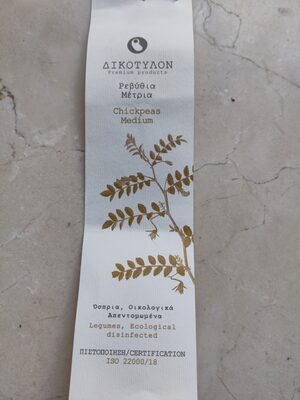 ΔΙΚΟΤΥΛΟΝ
Premium products
Ρεβύθια
Μέτρια
Chickpeas
Medium
Όσπρια, Οικολογικά
Απεντομωμένα
Legumes, Ecological
disinfected
ΠΙΣΤΟΠΟΙΗΣΗ/CERTIFICATION
ISO 22000/18